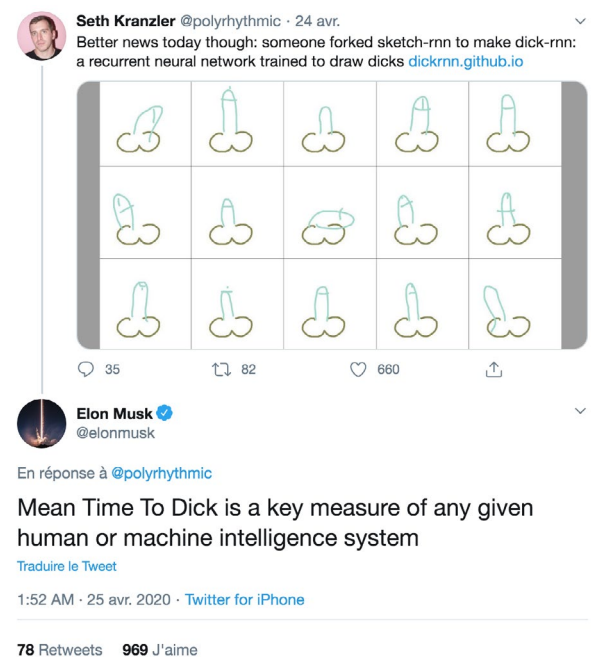 Seth Kranzler @polyrhythmic · 24 avr.
Better news today though: someone forked sketch-rnn to make dick-rnn:
a recurrent neural network trained to draw dicks dickrnn.github.io
35 82 660
Elon Musk
@elonmusk
En réponse à @polyrhythmic
Mean Time To Dick is a key measure of any given
human or machine intelligence system
Traduire le Tweet
1:52 AM · 25 avr. 2020 · Twitter for iPhone
78 Retweets 969 J'aime